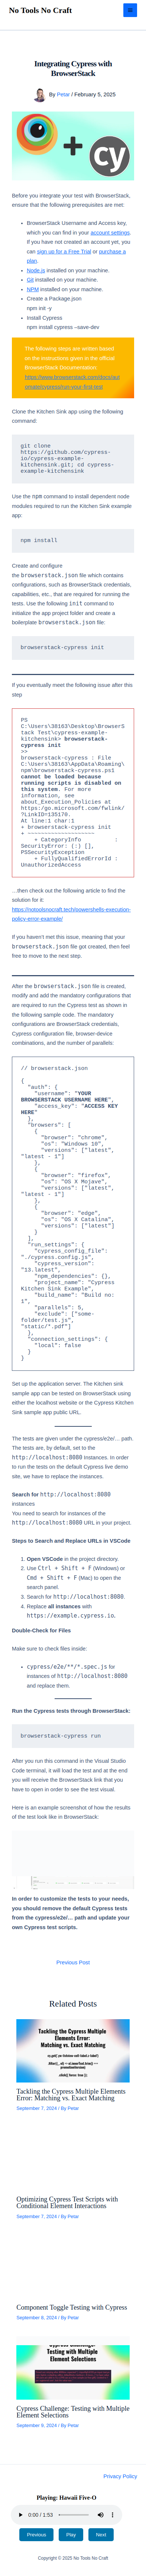 No Tools No Craft
Integrating Cypress with
BrowserStack
By Petar / February 5, 2025
cy
Before you integrate your test with BrowserStack,
ensure that the following prerequisites are met:
BrowserStack Username and Access key,
which you can find in your account settings.
If you have not created an account yet, you
can sign up for a Free Trial or purchase a
plan.
Node.js installed on your machine.
Git installed on your machine.
NPM installed on your machine.
Create a Package.json
npm init -y
Install Cypress
npm install cypress --save-dev
The following steps are written based
on the instructions given in the official
BrowserStack Documentation:
https://www.browserstack.com/docs/aut
omate/cypress/run-your-first-test
Clone the Kitchen Sink app using the following
command:
git clone
https://github.com/cypress-
io/cypress-example-
kitchensink.git; cd cypress-
example-kitchensink
Use the npm command to install dependent node
modules required to run the Kitchen Sink example
app:
npm install
Create and configure
the browserstack.json file which contains
configurations, such as BrowserStack credentials,
capabilities, etc., that are required for running
tests. Use the following init command to
initialize the app project folder and create a
boilerplate browserstack.json file:
browserstack-cypress init
If you eventually meet the following issue after this
step
PS
C:\Users\38163\Desktop\BrowserS
tack Test\cypress-example-
kitchensink> browserstack-
cypress init
>>
browserstack-cypress : File
C:\Users\38163\AppData\Roaming\
npm\browserstack-cypress.ps1
cannot be loaded because
running scripts is disabled on
this system. For more
information, see
about_Execution_Policies at
https:/go.microsoft.com/fwlink/
?LinkID=135170.
At line:1 char:1
+ browserstack-cypress init
+ ~~~~~~~~~~~~~~~~~~~~
+ CategoryInfo :
SecurityError: (:) [],
PSSecurityException
+ FullyQualifiedErrorId :
UnauthorizedAccess
…then check the following article to find the
solution for it:
https://notoolsnocraft.tech/powershells-execution-
policy-error-example/
If you haven't met this issue, meaning that your
browserstack.json file got created, then feel
free to move to the next step.
After the browserstack.json file is created,
modify and add the mandatory configurations that
are required to run the Cypress test as shown in
the following sample code. The mandatory
configurations are BrowserStack credentials,
Cypress configuration file, browser-device
combinations, and the number of parallels:
// browserstack.json
{
"auth": {
"username": "YOUR
BROWSERSTACK USERNAME HERE",
"access_key": "ACCESS KEY
HERE"
},
"browsers": [
{
"browser": "chrome",
"os": "Windows 10",
"versions": ["latest",
"latest - 1"]
},
{
"browser": "firefox",
"os": "OS X Mojave",
"versions": ["latest",
"latest - 1"]
},
{
"browser": "edge",
"os": "OS X Catalina",
"versions": ["latest"]
}
],
"run_settings": {
"cypress_config_file":
"./cypress.config.js",
"cypress_version":
"13.latest",
"npm_dependencies": {},
"project_name": "Cypress
Kitchen Sink Example",
"build_name": "Build no:
1",
"parallels": 5,
"exclude": ["some-
folder/test.js",
"static/*.pdf"]
},
"connection_settings": {
"local": false
}
}
Set up the application server. The Kitchen sink
sample app can be tested on BrowserStack using
either the localhost website or the Cypress Kitchen
Sink sample app public URL.
The tests are given under the cypress/e2e/… path.
The tests are, by default, set to the
http://localhost:8080 instances. In order
to run the tests on the default Cypress live demo
site, we have to replace the instances.
Search for http://localhost:8080
instances
You need to search for instances of the
http://localhost:8080 URL in your project.
Steps to Search and Replace URLs in VSCode
1. Open VSCode in the project directory.
2. Use Ctrl + Shift + F (Windows) or
Cmd + Shift + F (Mac) to open the
search panel.
3. Search for http://localhost:8080.
4. Replace all instances with
https://example.cypress.io.
Double-Check for Files
Make sure to check files inside:
cypress/e2e/**/*.spec.js for
instances of http://localhost:8080
and replace them.
Run the Cypress tests through BrowserStack:
browserstack-cypress run
After you run this command in the Visual Studio
Code terminal, it will load the test and at the end
you will receive the BrowserStack link that you
have to open in order to see the test visual.
Here is an example screenshot of how the results
of the test look like in BrowserStack:
In order to customize the tests to your needs,
you should remove the default Cypress tests
from the cypress/e2e/… path and update your
own Cypress test scripts.
Previous Post
Related Posts
Tackling the Cypress Multiple
Elements Error:
Matching vs. Exact Matching
Tackling the Cypress Multiple Elements
Error: Matching vs. Exact Matching
September 7, 2024 / By Petar
Optimizing Cypress Test Scripts with
Conditional Element Interactions
September 7, 2024 / By Petar
Component Toggle Testing with Cypress
September 8, 2024 / By Petar
Cypress Challenge:
Testing with Multiple
Element Selections
Cypress Challenge: Testing with Multiple
Element Selections
September 9, 2024 / By Petar
Privacy Policy
Playing: Hawaii Five-O
0:00 / 1:53
Previous Play Next
Copyright © 2025 No Tools No Craft